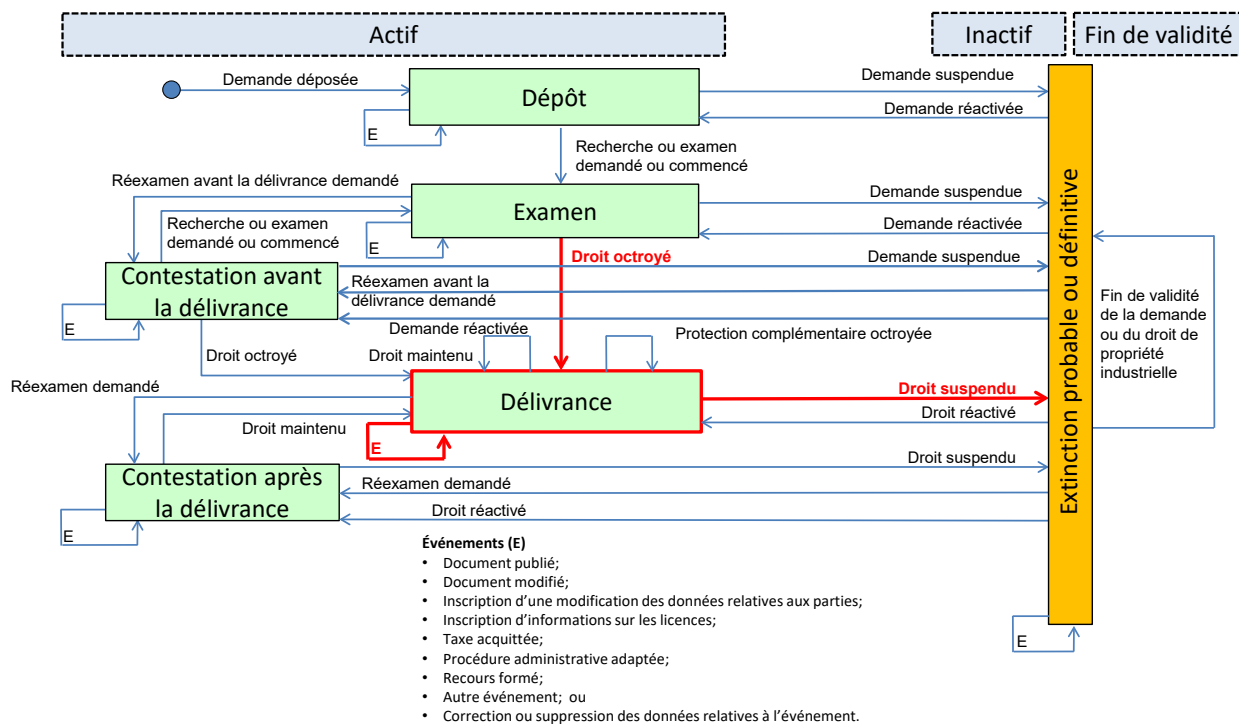 Actif
Inactif
Fin de validité
Demande déposée
Dépôt
Demande suspendue
Demande réactivée
E
Recherche ou examen
demandé ou commencé
Réexamen avant la délivrance demandé
Examen
Demande suspendue
Demande réactivée
Recherche ou examen
demandé ou commencé
E
Droit octroyé
Demande suspendue
Contestation avant
la délivrance
Réexamen avant la
délivrance demandé
E
Demande réactivée
Protection complémentaire octroyée
Droit octroyé
Droit maintenu
Fin de validité
de la demande
ou du droit de
propriété
industrielle
Extinction probable ou définitive
Réexamen demandé
Délivrance
Droit suspendu
Droit réactivé
Droit maintenu
E
Contestation après
la délivrance
Droit suspendu
Réexamen demandé
Droit réactivé
E
Événements (E)
• Document publié;
• Document modifié;
• Inscription d’une modification des données relatives aux parties;
• Inscription d’informations sur les licences;
• Taxe acquittée;
• Procédure administrative adaptée;
• Recours formé;
• Autre événement; ou
• Correction ou suppression des données relatives à l’événement.
E